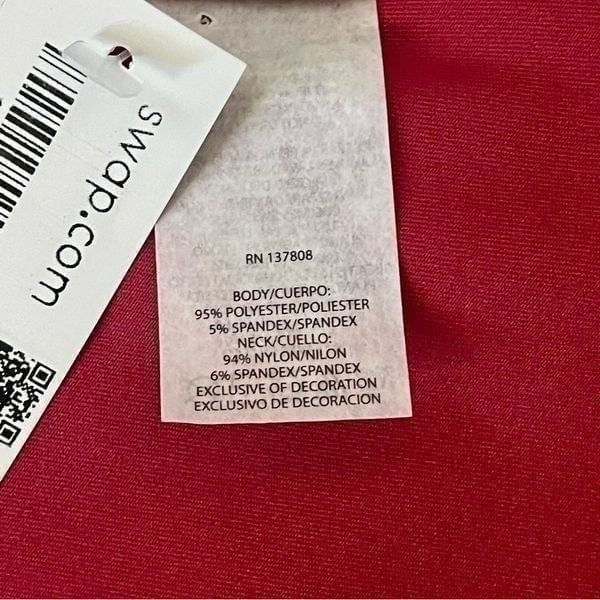 swap.com
RN 137808
BODY/CUERPO:
95% POLYESTER/POLIESTER
5% SPANDEX/SPANDEX
NECK/CUELLO:
94% NYLON/NILON
6% SPANDEX/SPANDEX
EXCLUSIVE OF DECORATION
EXCLUSIVO DE DECORACION